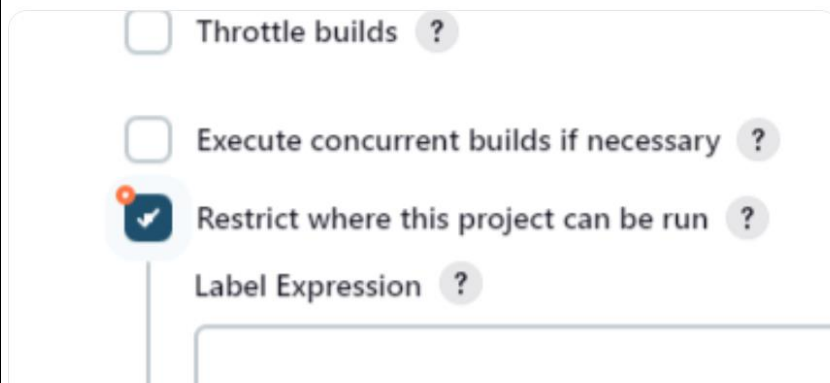 Throttle builds ?
Execute concurrent builds if necessary ?
Restrict where this project can be run ?
Label Expression ?